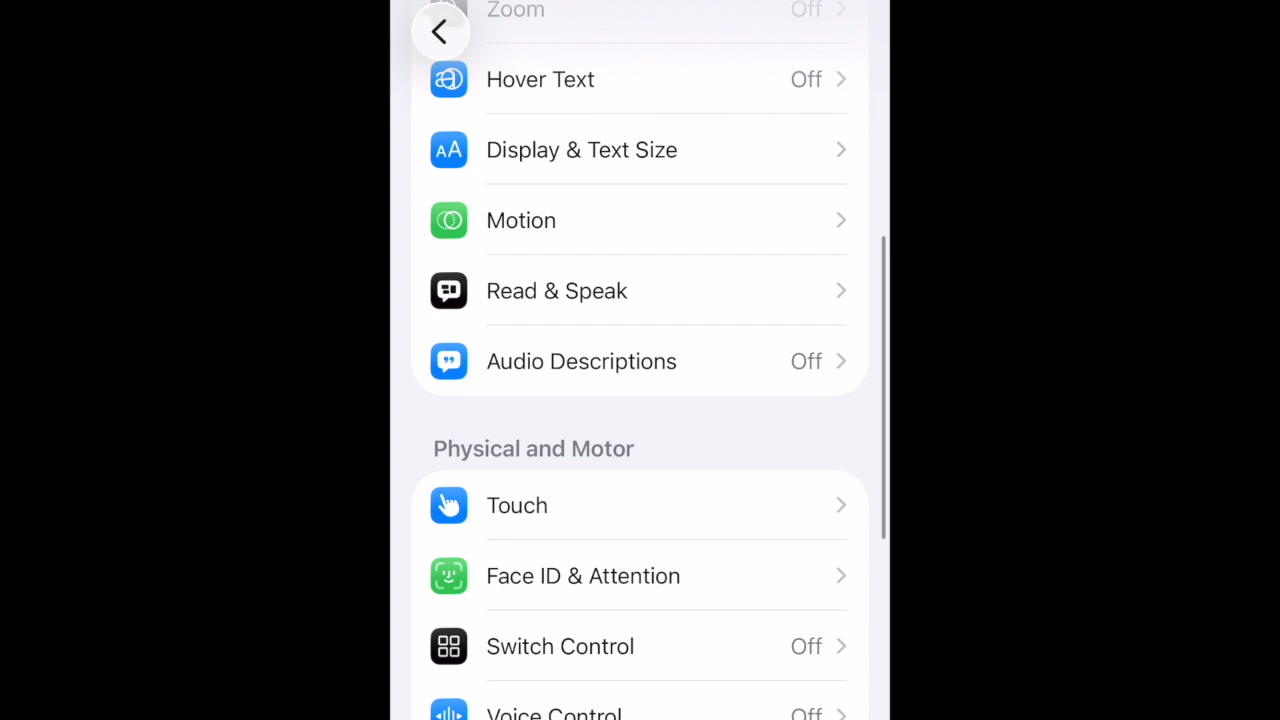 Zoom Off
Hover Text Off
Display & Text Size
Motion
Read & Speak
Audio Descriptions Off
Physical and Motor
Touch
Face ID & Attention
Switch Control Off
Voice Control Off